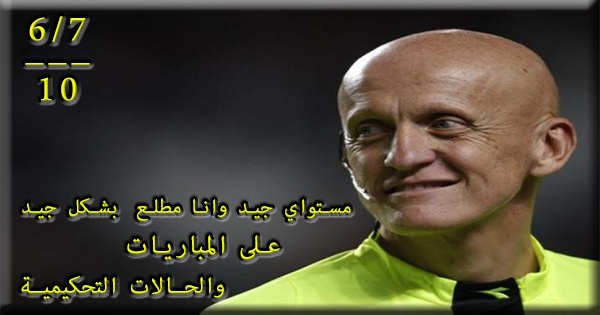 6/7
———
10
مستواي جيد وانا مطلع بشكل جيد
على المباريات
والحالات التحكيمية